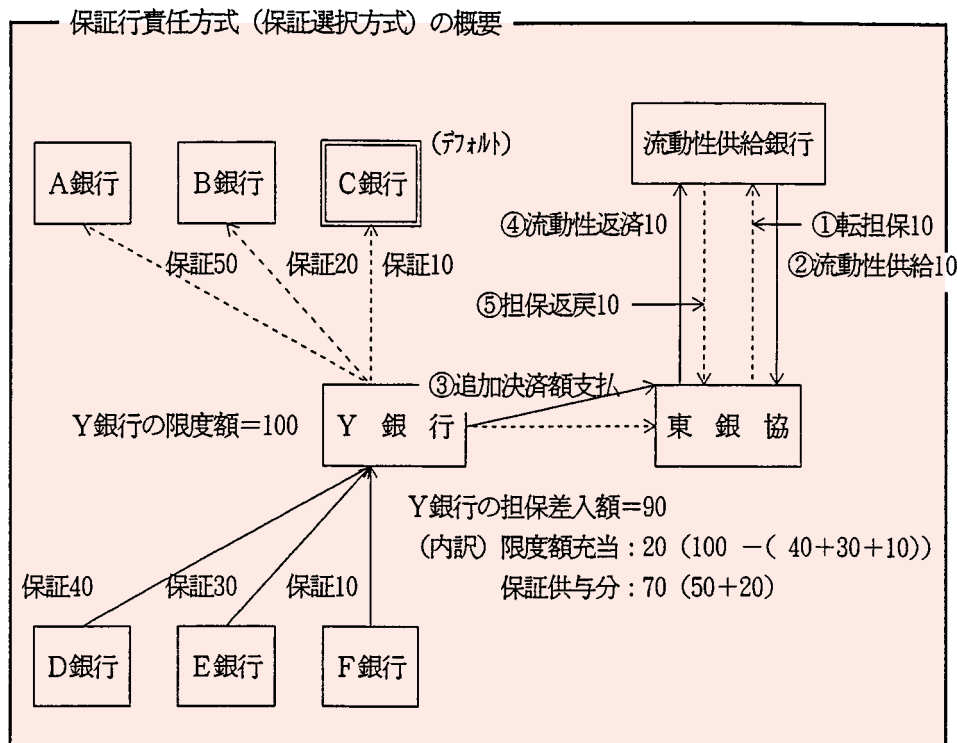 保証行責任方式（保証選択方式）の概要
（デフォルト）
A銀行
B銀行
C銀行
流動性供給銀行
④流動性返済10
①転担保10
保証50
保証20
保証10
②流動性供給10
⑤担保返戻10
③追加決済額支払
Y銀行の限度額＝100
Y 銀 行
東 銀 協
Y銀行の担保差入額＝90
（内訳）限度額充当：20（100 －（ 40＋30＋10））
保証供与分：70（50＋20）
保証40
保証30
保証10
D銀行
E銀行
F銀行